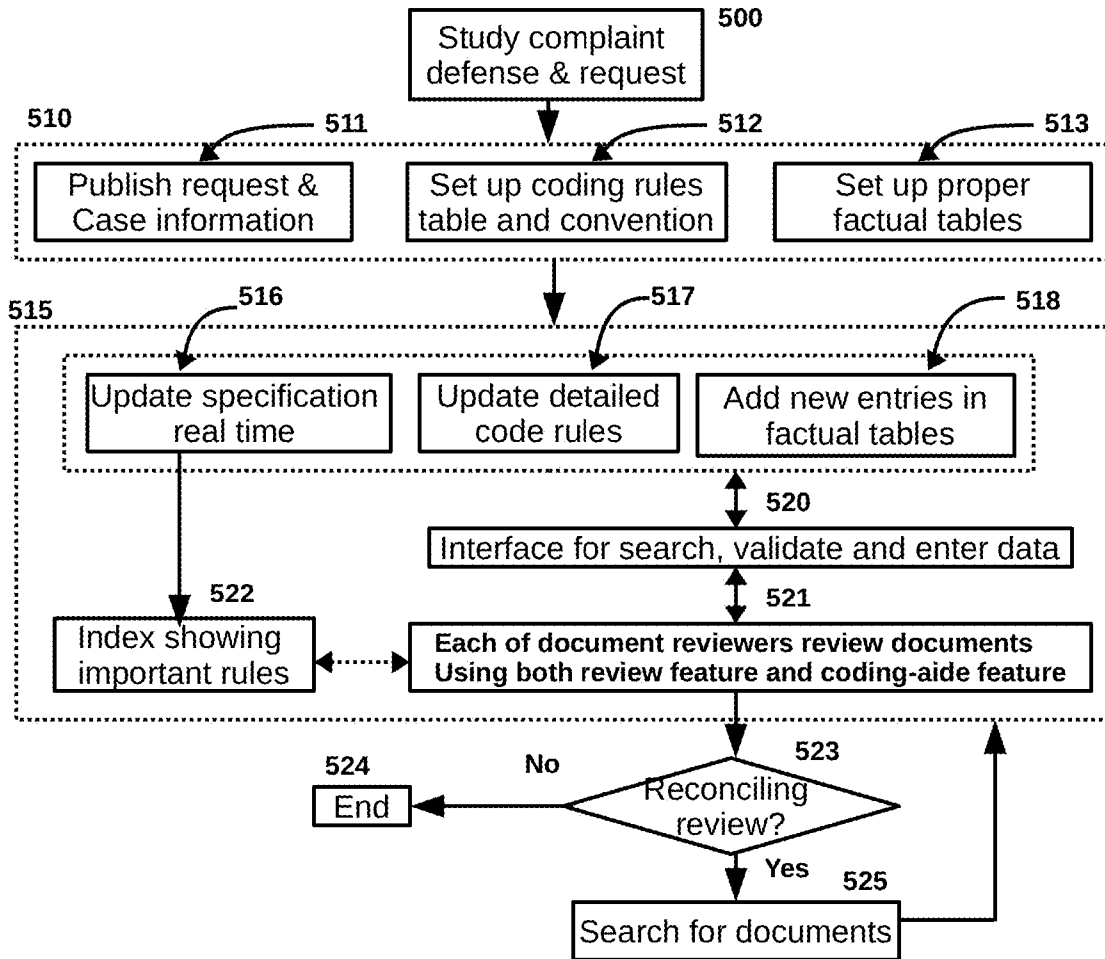 500
Study complaint
defense & request
510
511
512
513
Publish request &
Case information
Set up coding rules
table and convention
Set up proper
factual tables
515
516
517
518
Update specification
real time
Update detailed
code rules
Add new entries in
factual tables
520
Interface for search, validate and enter data
521
522
Index showing
important rules
Each of document reviewers review documents
Using both review feature and coding-aide feature
523
524
No
End
Reconciling
review?
Yes
525
Search for documents